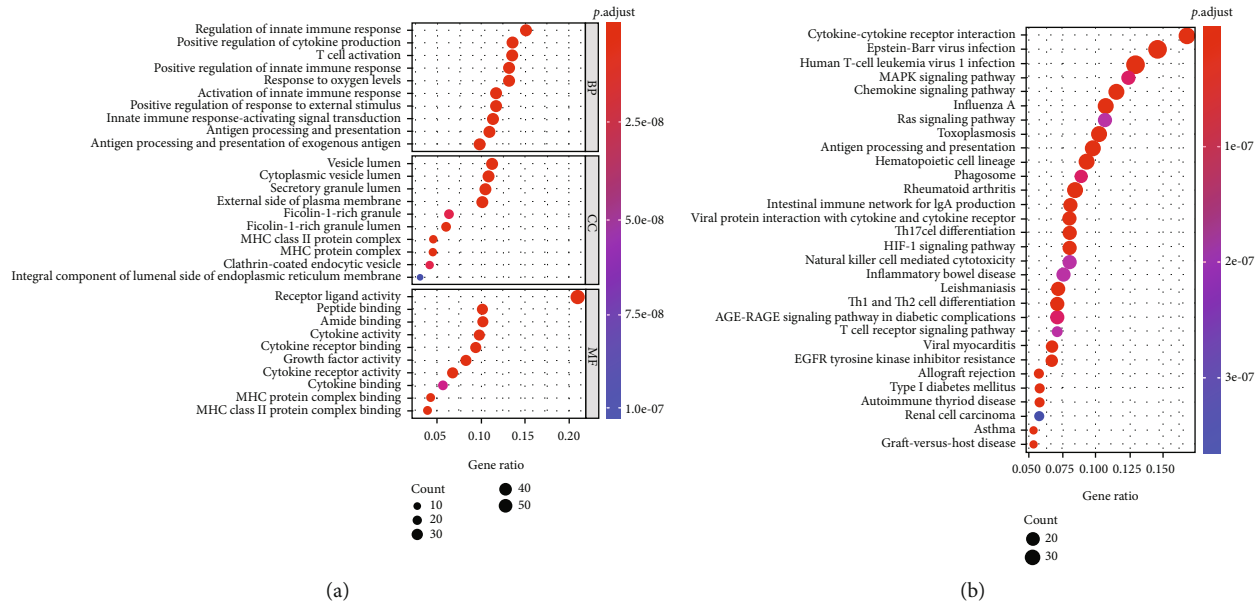 p.adjust
Regulation of innate immune response
Positive regulation of cytokine production
T cell activation
Positive regulation of innate immune response
Response to oxygen levels
Activation of innate immune response
Positive regulation of response to external stimulus
Innate immune response-activating signal transduction
Antigen processing and presentation
Antigen processing and presentation of exogenous antigen
BP
Vesicle lumen
Cytoplasmic vesicle lumen
Secretory granule lumen
External side of plasma membrane
Ficolin-1-rich granule
Ficolin-1-rich granule lumen
MHC class II protein complex
MHC protein complex
Clathrin-coated endocytic vesicle
Integral component of lumenal side of endoplasmic reticulum membrane
CC
Receptor ligand activity
Peptide binding
Amide binding
Cytokine activity
Cytokine receptor binding
Growth factor activity
Cytokine receptor activity
Cytokine binding
MHC protein complex binding
MHC class II protein complex binding
MF
2.5e-08
5.0e-08
7.5e-08
1.0e-07
0.05 0.10 0.15 0.20
Gene ratio
Count
10
20
30
40
50
(a)
p.adjust
Cytokine-cytokine receptor interaction
Epstein-Barr virus infection
Human T-cell leukemia virus 1 infection
MAPK signaling pathway
Chemokine signaling pathway
Influenza A
Ras signaling pathway
Toxoplasmosis
Antigen processing and presentation
Hematopoietic cell lineage
Phagosome
Rheumatoid arthritis
Intestinal immune network for lgA production
Viral protein interaction with cytokine and cytokine receptor
Th17cel differentiation
HIF-1 signaling pathway
Natural killer cell mediated cytotoxicity
Inflammatory bowel disease
Leishmaniasis
Th1 and Th2 cell differentiation
AGE-RAGE signaling pathway in diabetic complications
T cell receptor signaling pathway
Viral myocarditis
EGFR tyrosine kinase inhibitor resistance
Allograft rejection
Type I diabetes mellitus
Autoimmune thyriod disease
Renal cell carcinoma
Asthma
Graft-versus-host disease
1e-07
2e-07
3e-07
0.050 0.075 0.100 0.125 0.150
Gene ratio
Count
20
30
(b)